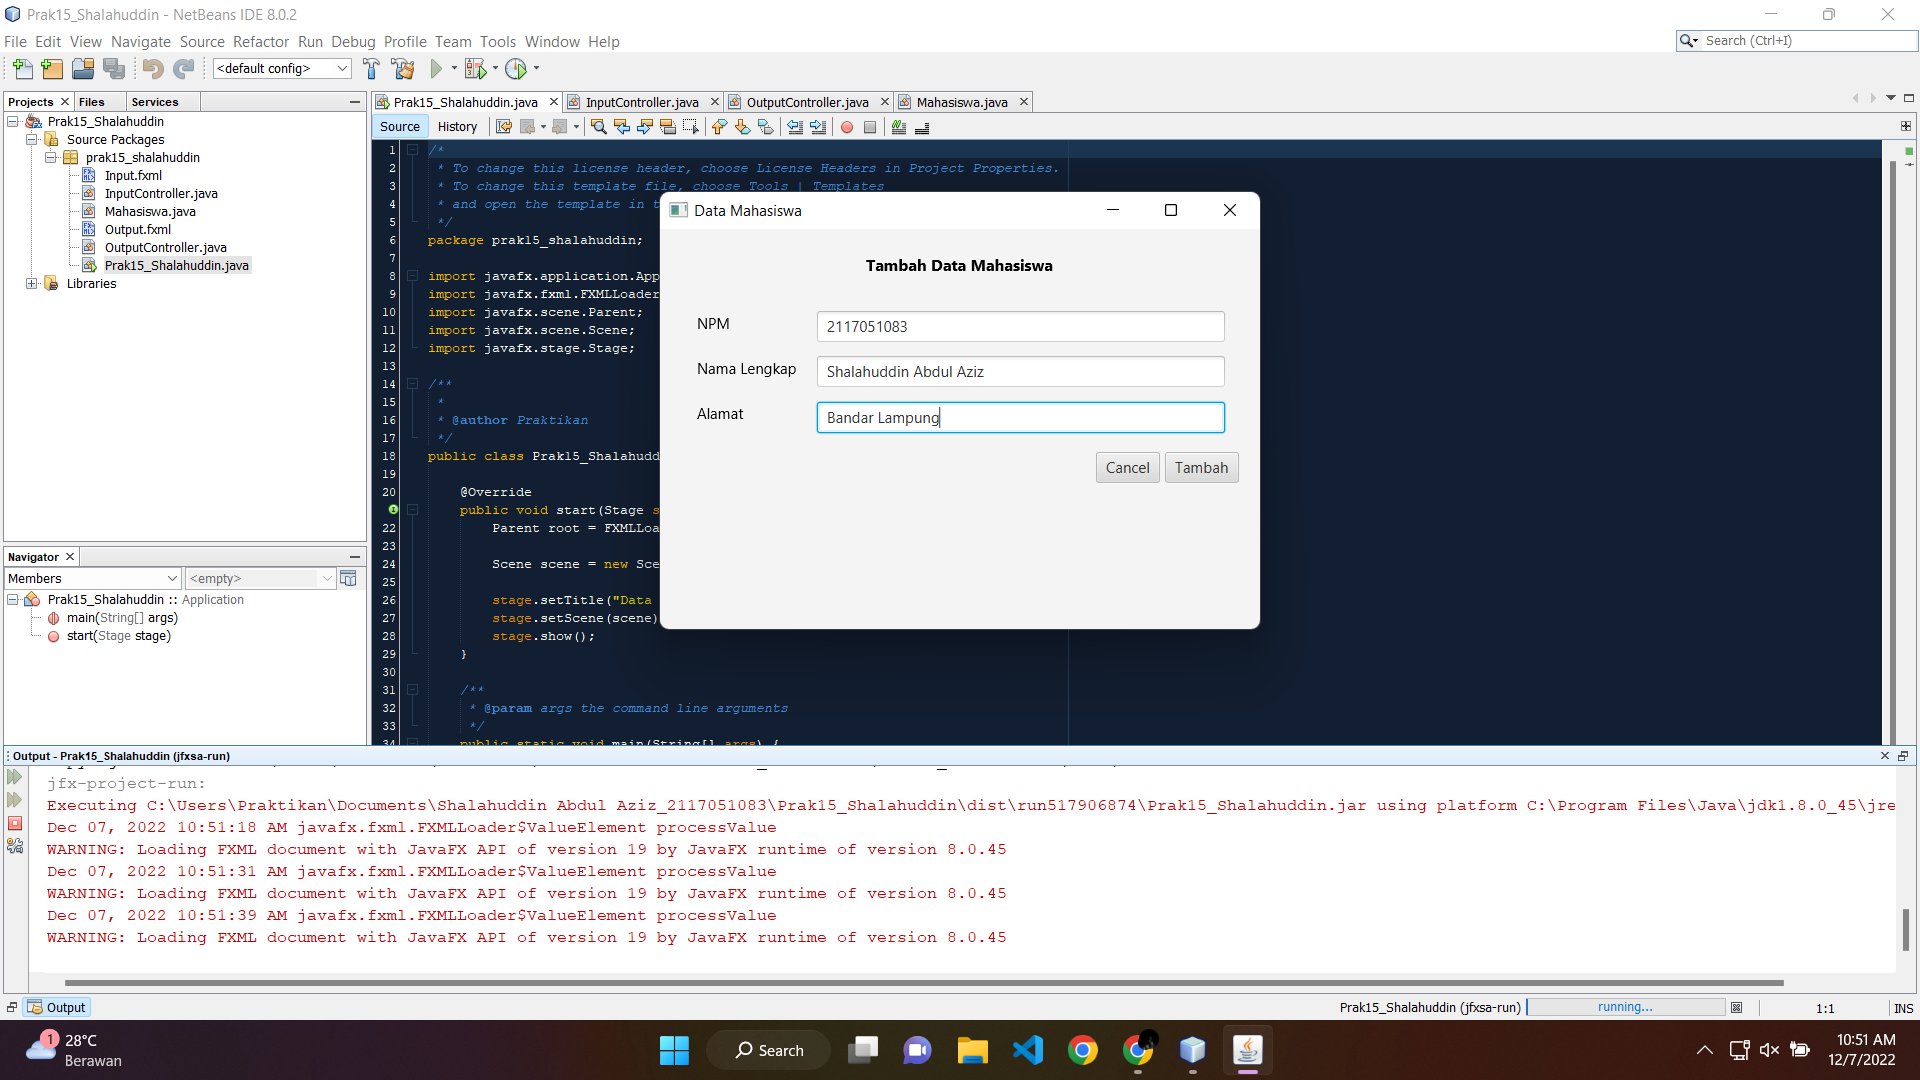 Prak15_Shalahuddin - NetBeans IDE 8.0.2
File Edit View Navigate Source Refactor Run Debug Profile Team Tools Window Help
Search (Ctrl+I)
<default config>
Projects Files Services
Prak15_Shalahuddin
Source Packages
prak15_shalahuddin
Input.fxml
InputController.java
Mahasiswa.java
Output.fxml
OutputController.java
Prak15_Shalahuddin.java
Libraries
Navigator
Members <empty>
Prak15_Shalahuddin :: Application
main(String[] args)
start(Stage stage)
Prak15_Shalahuddin.java InputController.java OutputController.java Mahasiswa.java
Source History
1 /*
2 * To change this license header, choose License Headers in Project Properties.
3 * To change this template file, choose Tools | Templates
4 * and open the template in t
5 */
6 package prak15_shalahuddin;
7
8 import javafx.application.App
9 import javafx.fxml.FXMLLoader
10 import javafx.scene.Parent;
11 import javafx.scene.Scene;
12 import javafx.stage.Stage;
13
14 /**
15 *
16 * @author Praktikan
17 */
18 public class Prak15_Shalahudd
19
20 @Override
public void start(Stage s
22 Parent root = FXMLLoa
23
24 Scene scene = new Sce
25
26 stage.setTitle("Data
27 stage.setScene(scene)
28 stage.show();
29 }
30
31 /**
32 * @param args the command line arguments
33 */
34 public static void main(String[] args) {
Data Mahasiswa
Tambah Data Mahasiswa
NPM 2117051083
Nama Lengkap Shalahuddin Abdul Aziz
Alamat Bandar Lampung
Cancel Tambah
Output - Prak15_Shalahuddin (jfxsa-run)
jfx-project-run:
Executing C:\Users\Praktikan\Documents\Shalahuddin Abdul Aziz_2117051083\Prak15_Shalahuddin\dist\run517906874\Prak15_Shalahuddin.jar using platform C:\Program Files\Java\jdk1.8.0_45\jre
Dec 07, 2022 10:51:18 AM javafx.fxml.FXMLLoader$ValueElement processValue
WARNING: Loading FXML document with JavaFX API of version 19 by JavaFX runtime of version 8.0.45
Dec 07, 2022 10:51:31 AM javafx.fxml.FXMLLoader$ValueElement processValue
WARNING: Loading FXML document with JavaFX API of version 19 by JavaFX runtime of version 8.0.45
Dec 07, 2022 10:51:39 AM javafx.fxml.FXMLLoader$ValueElement processValue
WARNING: Loading FXML document with JavaFX API of version 19 by JavaFX runtime of version 8.0.45
Output
Prak15_Shalahuddin (jfxsa-run) running... 1:1 INS
1
28°C
Berawan
Search
10:51 AM
12/7/2022